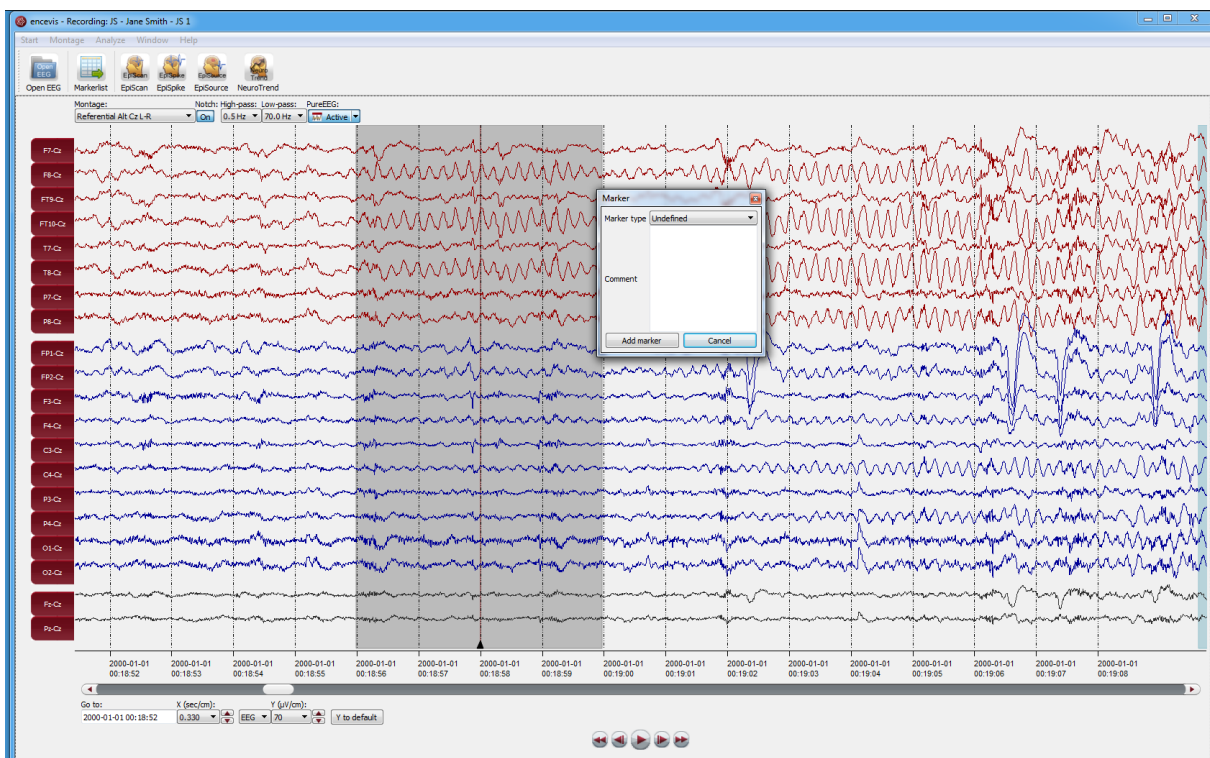 encevis - Recording: JS - Jane Smith - JS 1
Start Montage Analyze Window Help
Open EEG
EpiScan EpiSpike EpiSource Neuro Trend
Open EEG Markerlist EpiScan EpiSpike EpiSource NeuroTrend
Montage: Notch: High-pass: Low-pass: PureEEG:
Referential Alt Cz L-R On 0.5 Hz 70.0 Hz Active
F7-Cz
F8-Cz
FT9-Cz
FT10-Cz
T7-Cz
T8-Cz
P7-Cz
P8-Cz
FP1-Cz
FP2-Cz
F3-Cz
F4-Cz
C3-Cz
C4-Cz
P3-Cz
P4-Cz
O1-Cz
O2-Cz
Fz-Cz
Pz-Cz
Marker
Marker type Undefined
Comment
Add marker Cancel
2000-01-01 2000-01-01 2000-01-01 2000-01-01 2000-01-01 2000-01-01 2000-01-01 2000-01-01 2000-01-01 2000-01-01 2000-01-01 2000-01-01 2000-01-01 2000-01-01 2000-01-01 2000-01-01 2000-01-01
00:18:52 00:18:53 00:18:54 00:18:55 00:18:56 00:18:57 00:18:58 00:18:59 00:19:00 00:19:01 00:19:02 00:19:03 00:19:04 00:19:05 00:19:06 00:19:07 00:19:08
Go to: X (sec/cm): Y (µV/cm):
2000-01-01 00:18:52 0.330 EEG 70 Y to default